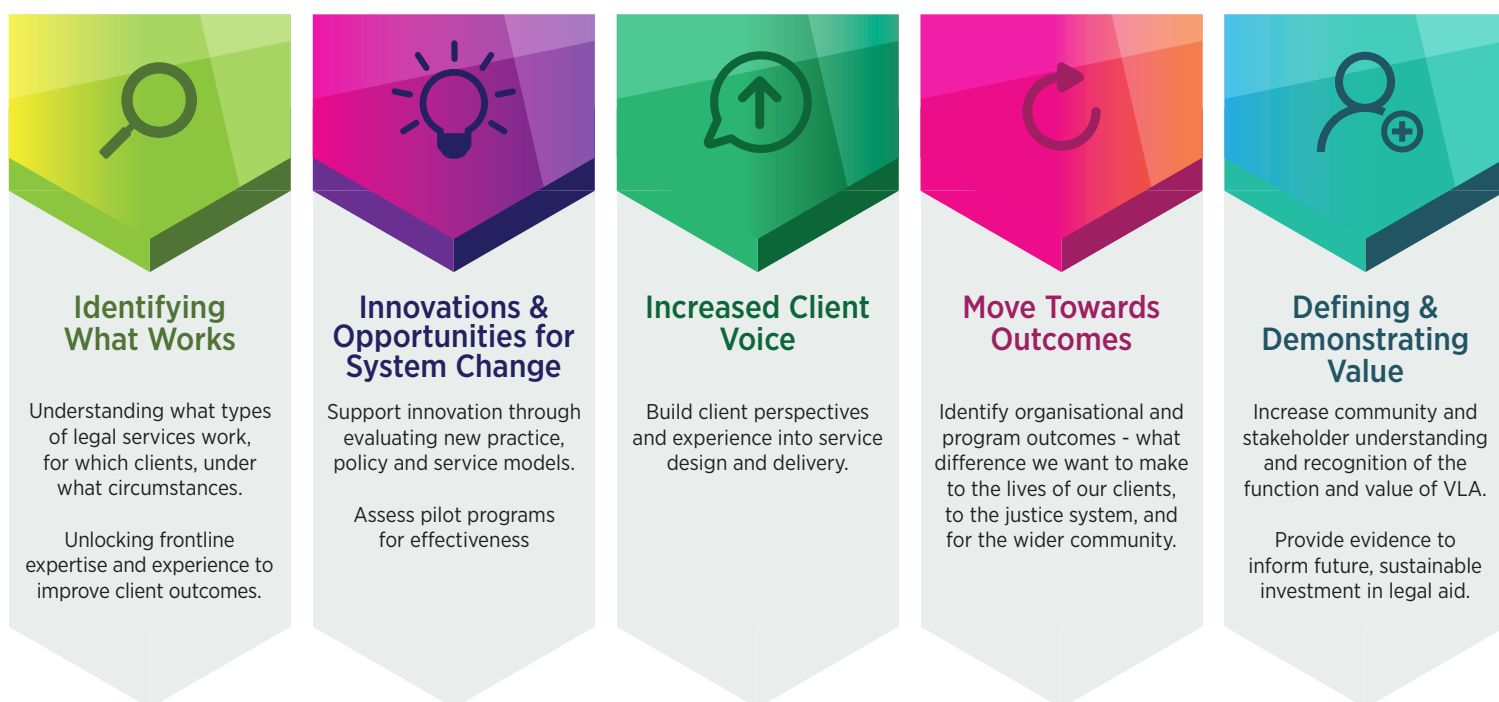 Identifying
What Works
Understanding what types
of legal services work,
for which clients, under
what circumstances.
Unlocking frontline
expertise and experience to
improve client outcomes.
Innovations &
Opportunities for
System Change
Support innovation through
evaluating new practice,
policy and service models.
Assess pilot programs
for effectiveness
Increased Client
Voice
Build client perspectives
and experience into service
design and delivery.
Move Towards
Outcomes
Identify organisational and
program outcomes - what
difference we want to make
to the lives of our clients,
to the justice system, and
for the wider community.
Defining &
Demonstrating
Value
Increase community and
stakeholder understanding
and recognition of the
function and value of VLA.
Provide evidence to
inform future, sustainable
investment in legal aid.